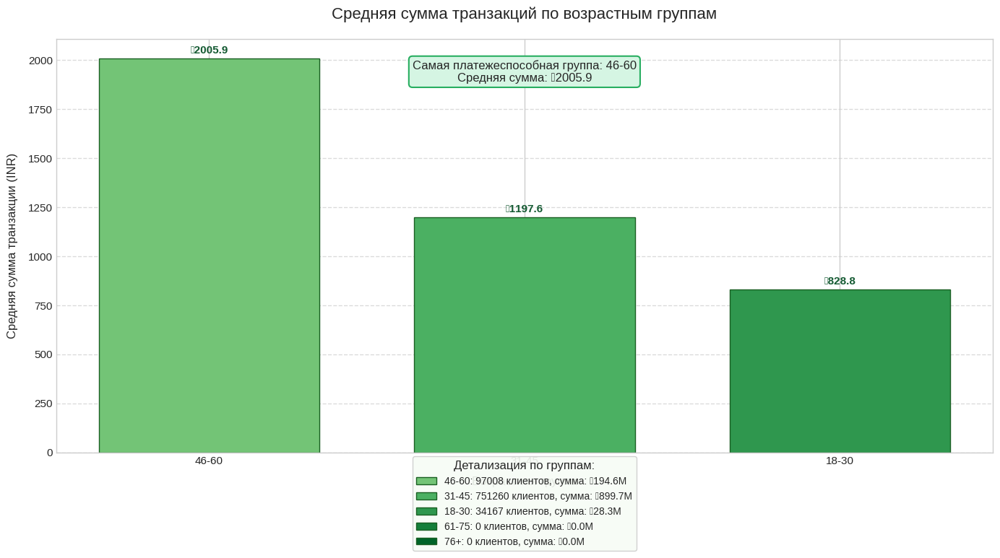 Средняя сумма транзакций по возрастным группам
Средняя сумма транзакции (INR)
2000
1750
1500
1250
1000
750
500
250
0
▯2005.9
▯1197.6
▯828.8
Самая платежеспособная группа: 46-60
Средняя сумма: ▯2005.9
46-60
31-45
18-30
Детализация по группам:
46-60: 97008 клиентов, сумма: ▯194.6M
31-45: 751260 клиентов, сумма: ▯899.7M
18-30: 34167 клиентов, сумма: ▯28.3M
61-75: 0 клиентов, сумма: ▯0.0M
76+: 0 клиентов, сумма: ▯0.0M